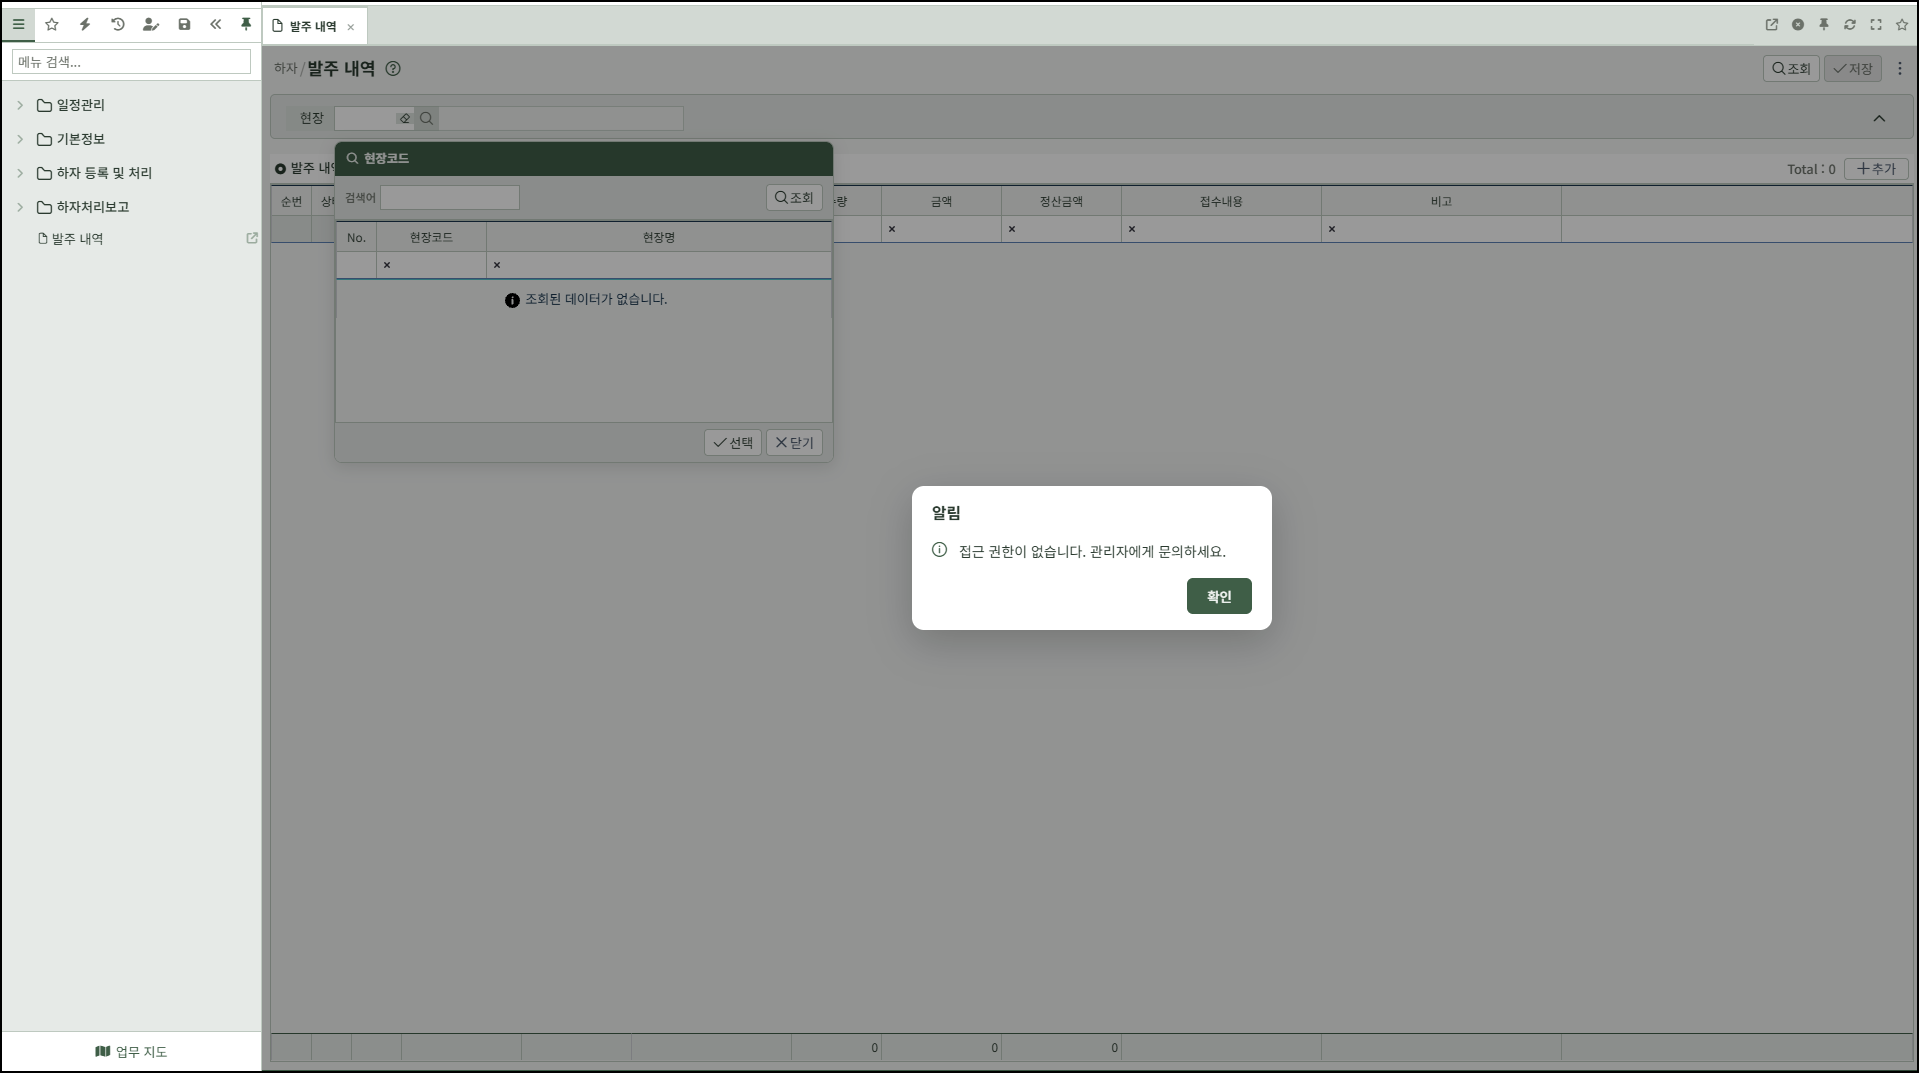 발주 내역
메뉴 검색...
일정관리
기본정보
하자 등록 및 처리
하자처리보고
발주 내역
업무 지도
하자/발주 내역
조회
저장
현장
발주 내역
Total : 0
추가
순번
금액
정산금액
접수내용
비고
현장코드
검색어
조회
No.
현장코드
현장명
조회된 데이터가 없습니다.
선택
닫기
알림
접근 권한이 없습니다. 관리자에게 문의하세요.
확인
0
0
0